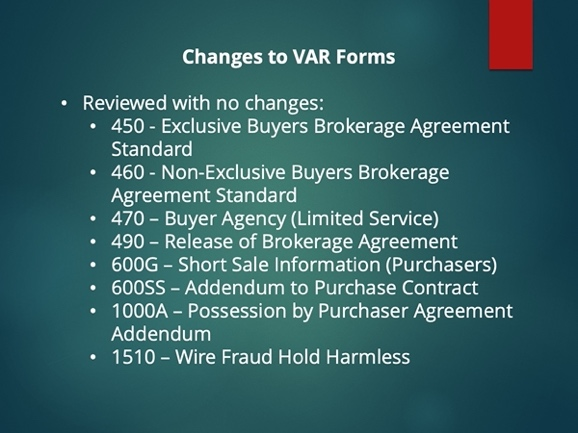 Changes to VAR Forms
• Reviewed with no changes:
• 450 - Exclusive Buyers Brokerage Agreement
Standard
• 460 - Non-Exclusive Buyers Brokerage
Agreement Standard
• 470 – Buyer Agency (Limited Service)
• 490 – Release of Brokerage Agreement
• 600G – Short Sale Information (Purchasers)
• 600SS – Addendum to Purchase Contract
• 1000A – Possession by Purchaser Agreement
Addendum
• 1510 – Wire Fraud Hold Harmless